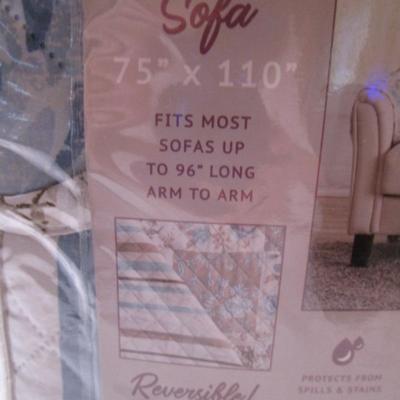 Sofa
75" x 110"
FITS MOST
SOFAS UP
TO 96" LONG
ARM TO ARM
Reversible!
PROTECTS FROM
SPILLS & STAINS